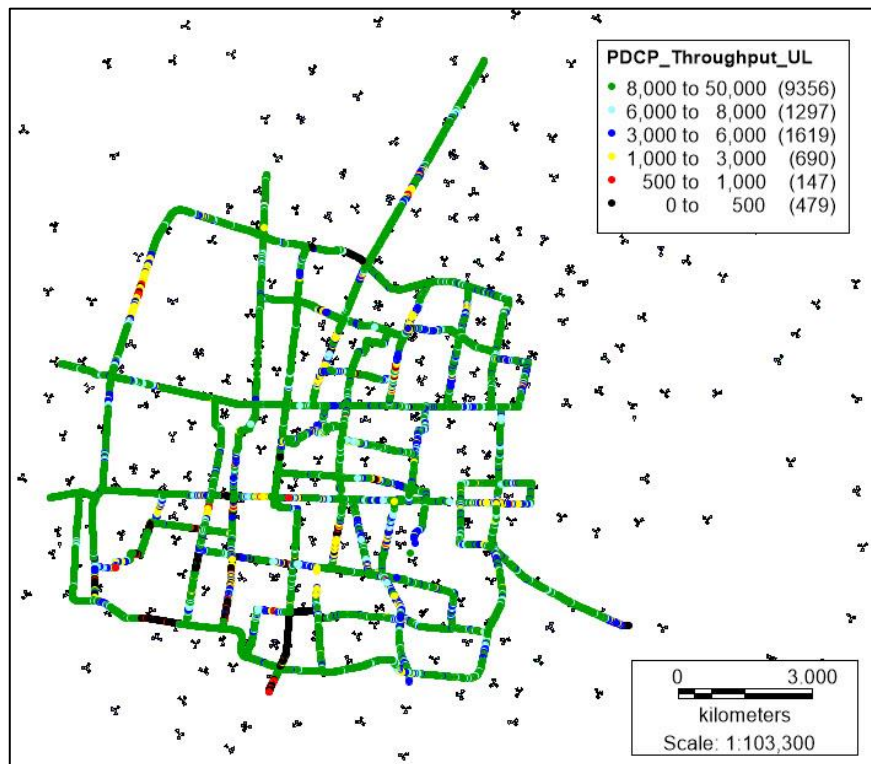 PDCP_Throughput_UL
8,000 to 50,000 (9356)
6,000 to 8,000 (1297)
3,000 to 6,000 (1619)
1,000 to 3,000 (690)
500 to 1,000 (147)
0 to 500 (479)
0 3.000
kilometers
Scale: 1:103,300